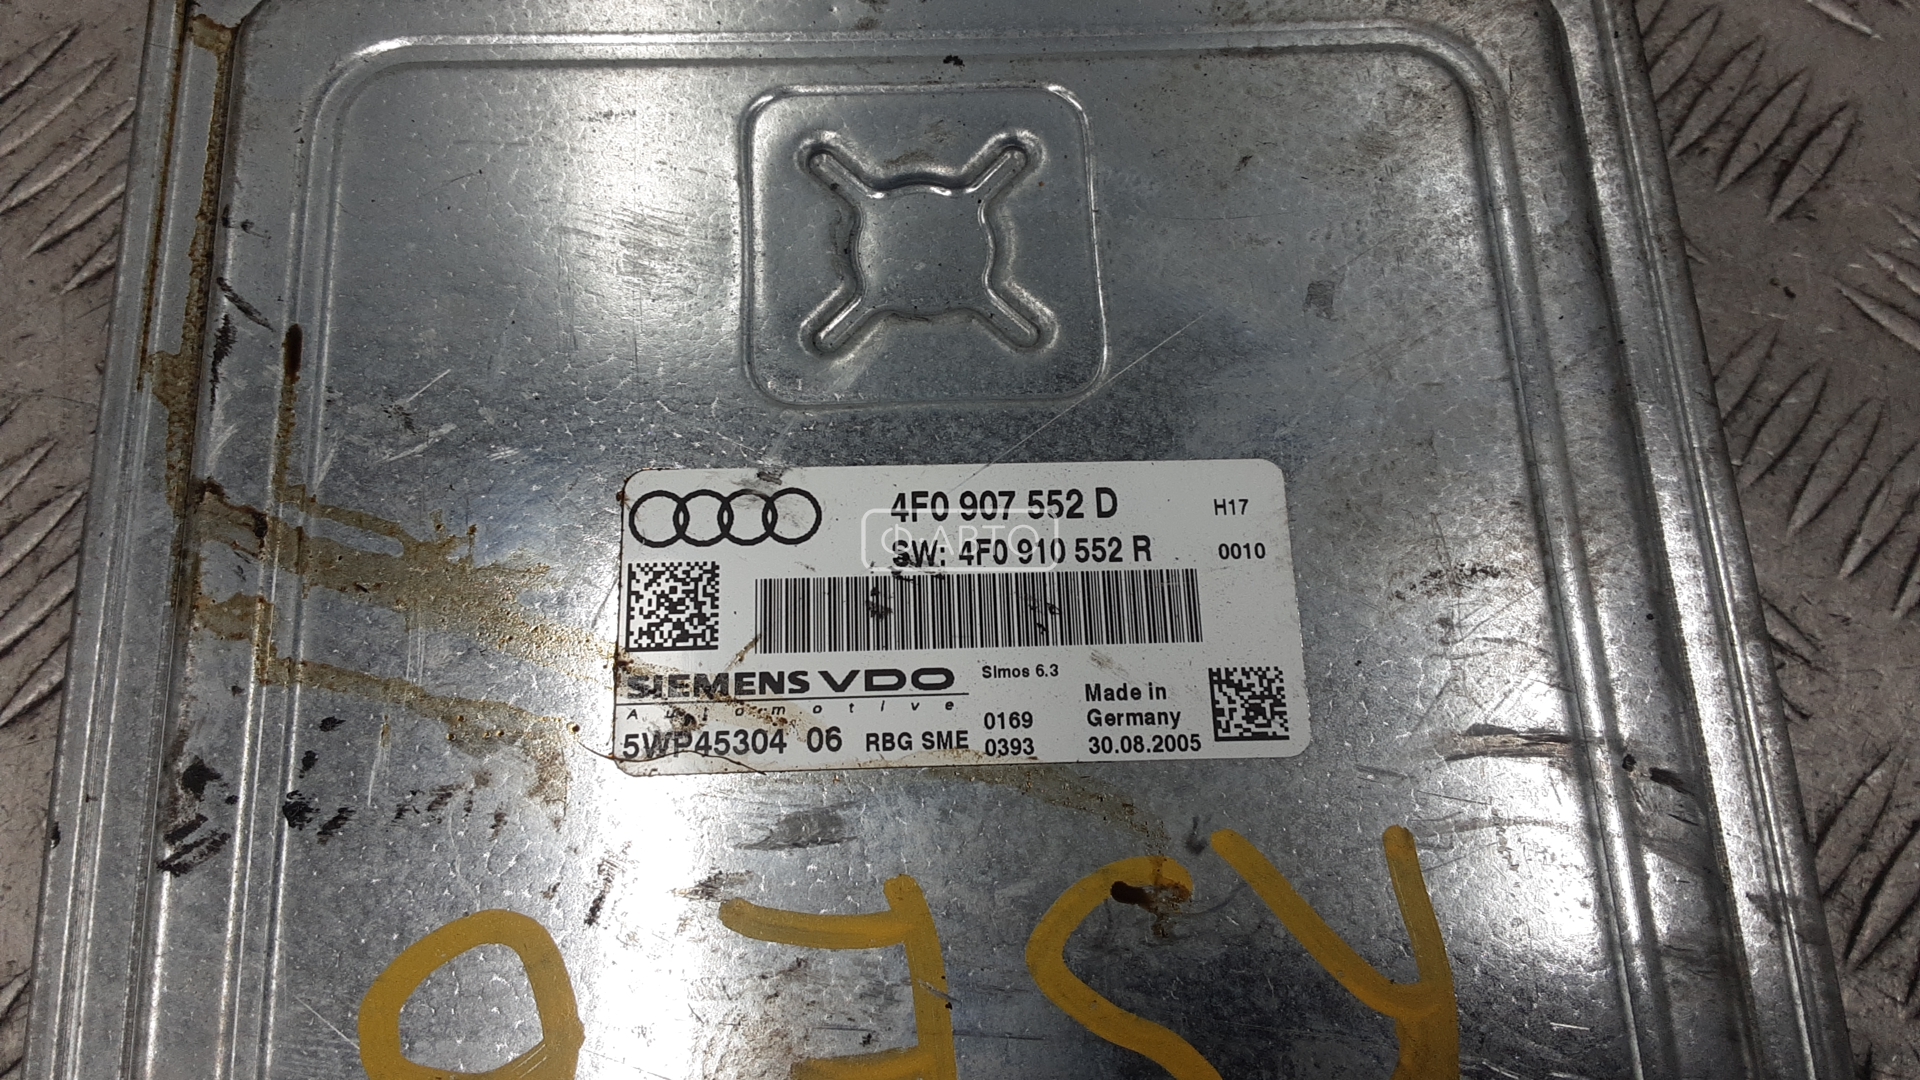 4F0 907 552 D H17
SW: 4F0 910 552 R 0010
ФАВТО
SIEMENS VDO SImos 6.3
Automotive
Made in
Germany
0169
5WP45304 06 RBG SME
0393 30.08.2005